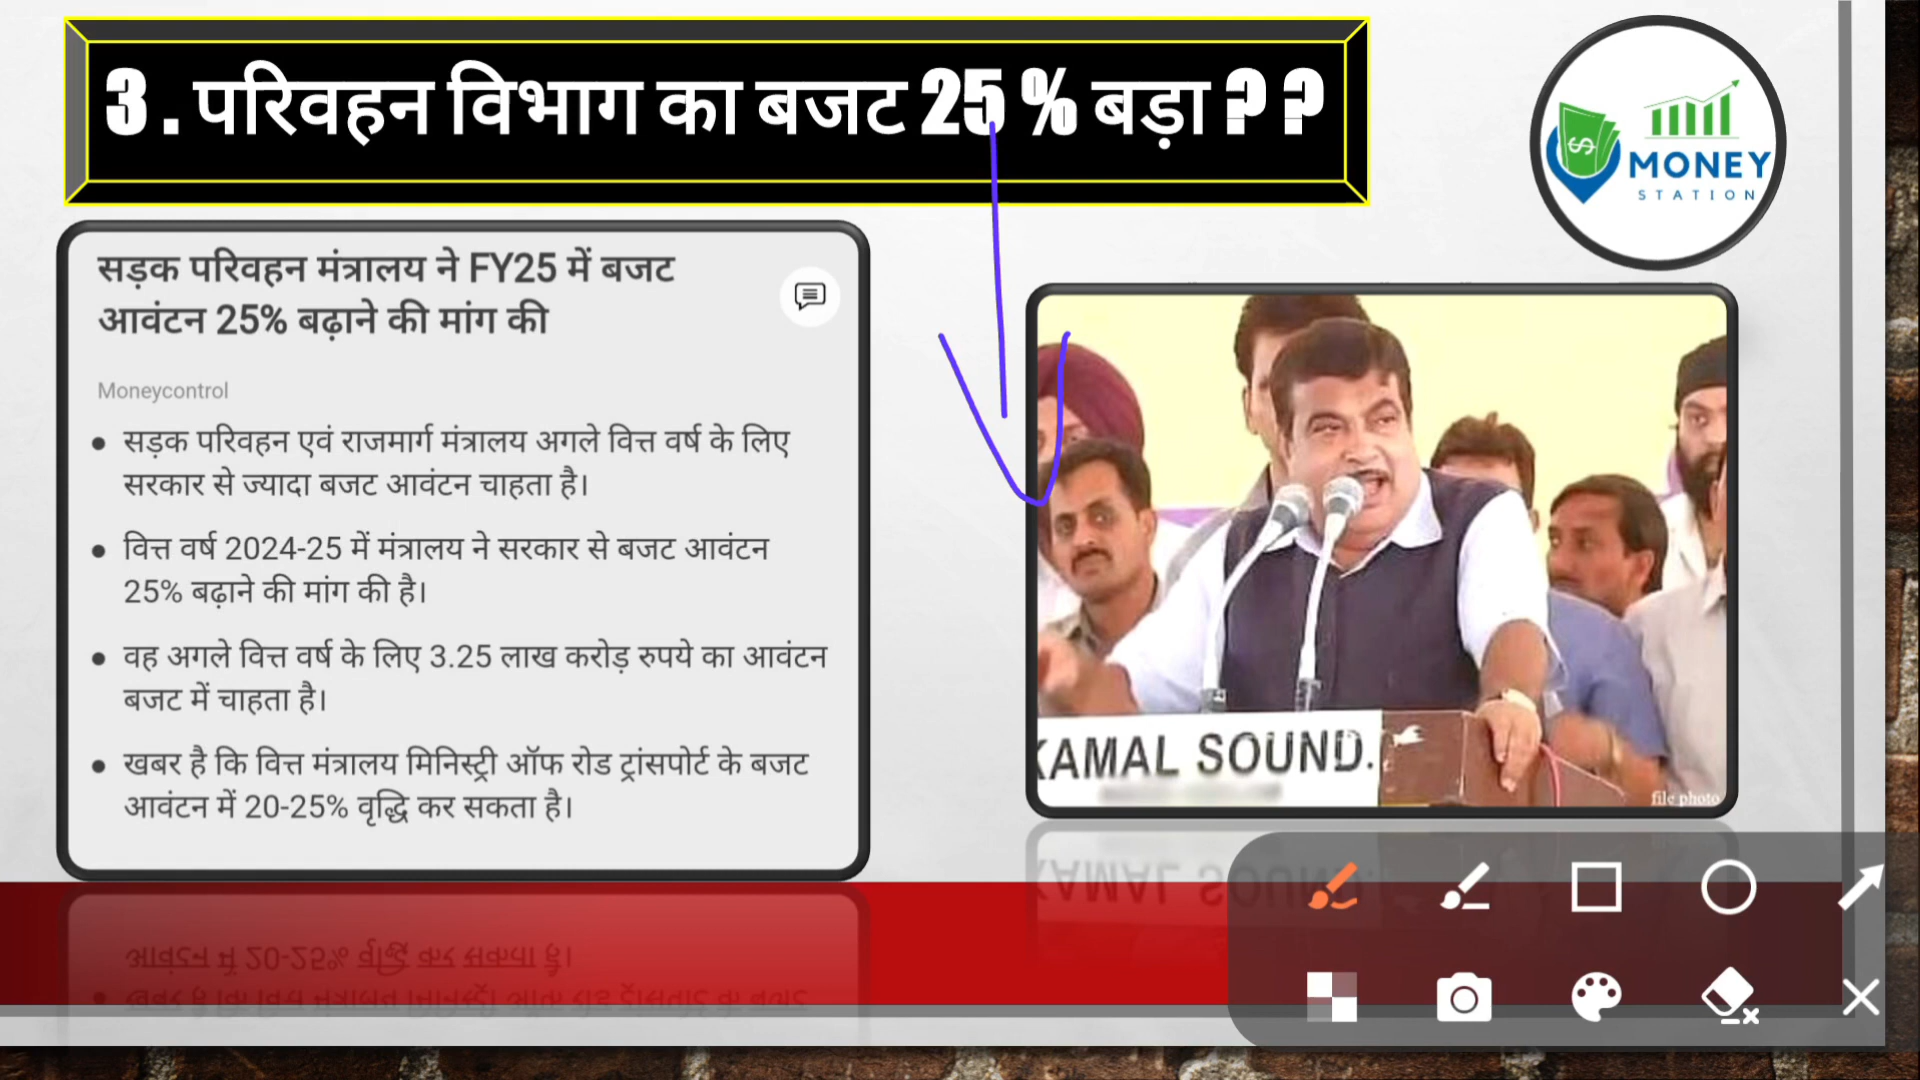 3 . परिवहन विभाग का बजट 25 % बड़ा ? ?
MONEY
STATION
सड़क परिवहन मंत्रालय ने FY25 में बजट
आवंटन 25% बढ़ाने की मांग की
Moneycontrol
• सड़क परिवहन एवं राजमार्ग मंत्रालय अगले वित्त वर्ष के लिए
सरकार से ज्यादा बजट आवंटन चाहता है।
• वित्त वर्ष 2024-25 में मंत्रालय ने सरकार से बजट आवंटन
25% बढ़ाने की मांग की है।
• वह अगले वित्त वर्ष के लिए 3.25 लाख करोड़ रुपये का आवंटन
बजट में चाहता है।
• खबर है कि वित्त मंत्रालय मिनिस्ट्री ऑफ रोड ट्रांसपोर्ट के बजट
आवंटन में 20-25% वृद्धि कर सकता है।
KAMAL SOUND.
file photo